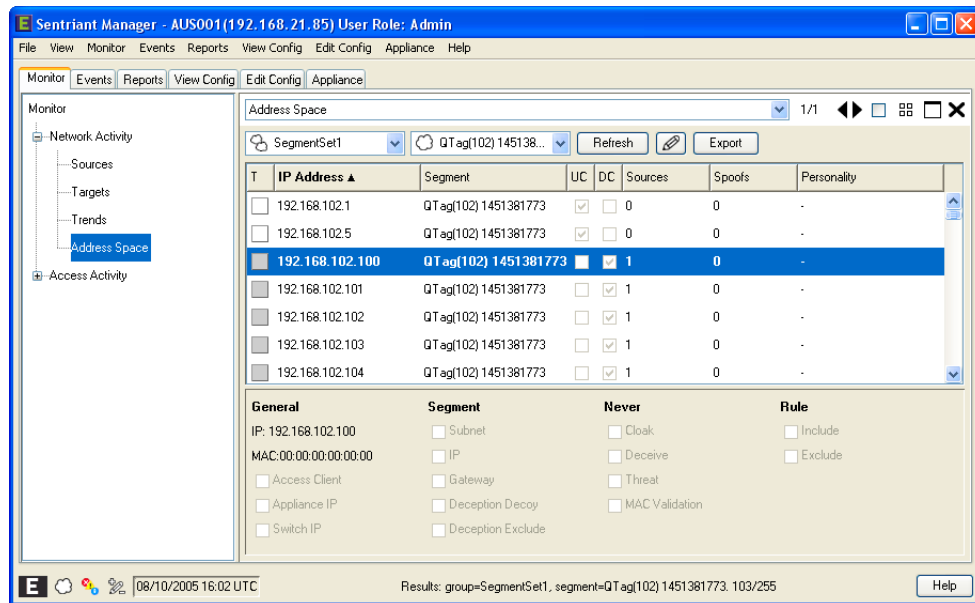 E Sentriant Manager - AUS001(192.168.21.85) User Role: Admin
File View Monitor Events Reports View Config Edit Config Appliance Help
Monitor Events Reports View Config Edit Config Appliance
Monitor
Network Activity
Sources
Targets
Trends
Address Space
Access Activity
Address Space 1/1
SegmentSet1 QTag(102) 145138... Refresh Export
T IP Address ▲ Segment UC DC Sources Spoofs Personality
192.168.102.1 QTag(102) 1451381773 0 0 -
192.168.102.5 QTag(102) 1451381773 0 0 -
192.168.102.100 QTag(102) 1451381773 1 0 -
192.168.102.101 QTag(102) 1451381773 1 0 -
192.168.102.102 QTag(102) 1451381773 1 0 -
192.168.102.103 QTag(102) 1451381773 1 0 -
192.168.102.104 QTag(102) 1451381773 1 0 -
General Segment Never Rule
IP: 192.168.102.100 Subnet Cloak Include
MAC:00:00:00:00:00:00 IP Deceive Exclude
Access Client Gateway Threat
Appliance IP Deception Decoy MAC Validation
Switch IP Deception Exclude
E 08/10/2005 16:02 UTC Results: group=SegmentSet1, segment=QTag(102) 1451381773. 103/255 Help